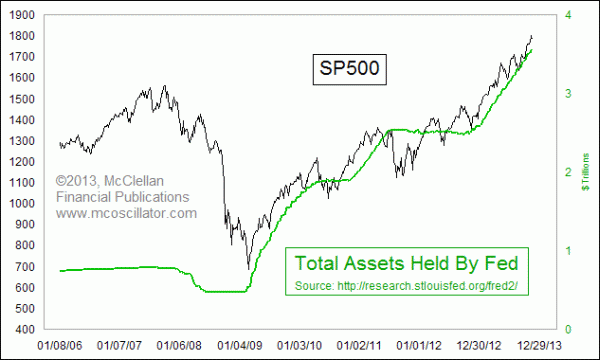 1900
1800
1700
1600
1500
1400
1300
1200
1100
1000
900
800
700
600
500
400
SP500
©2013, McClellan
Financial Publications
www.mcoscillator.com
Total Assets Held By Fed
Source: http://research.stlouisfed.org/fred2/
4
3
2
1
0
$ Trillions
01/08/06 01/07/07 01/06/08 01/04/09 01/03/10 01/02/11 01/01/12 12/30/12 12/29/13